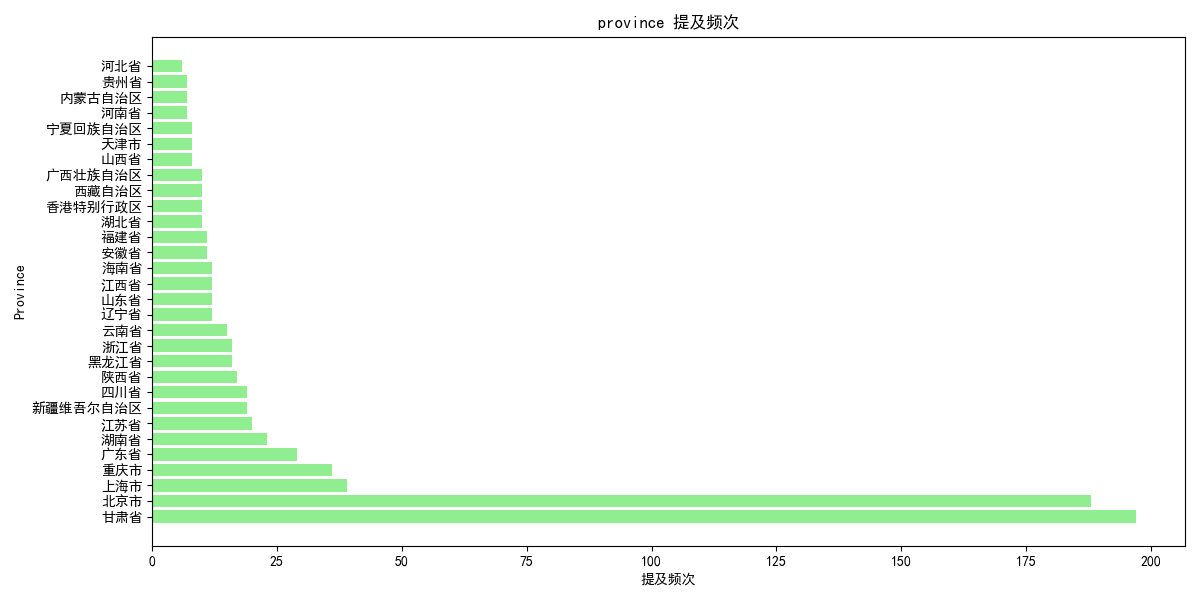 province 提及频次
河北省
贵州省
内蒙古自治区
河南省
宁夏回族自治区
天津市
山西省
广西壮族自治区
西藏自治区
香港特别行政区
湖北省
福建省
安徽省
海南省
江西省
山东省
辽宁省
云南省
浙江省
黑龙江省
陕西省
四川省
新疆维吾尔自治区
江苏省
湖南省
广东省
重庆市
上海市
北京市
甘肃省
Province
0 25 50 75 100 125 150 175 200
提及频次